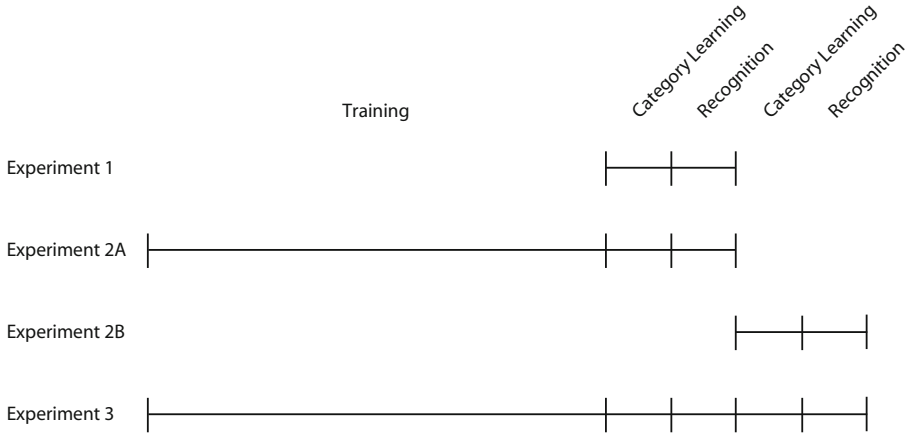 Category Learning
Recognition
Category Learning
Recognition
Training
Experiment 1
Experiment 2A
Experiment 2B
Experiment 3